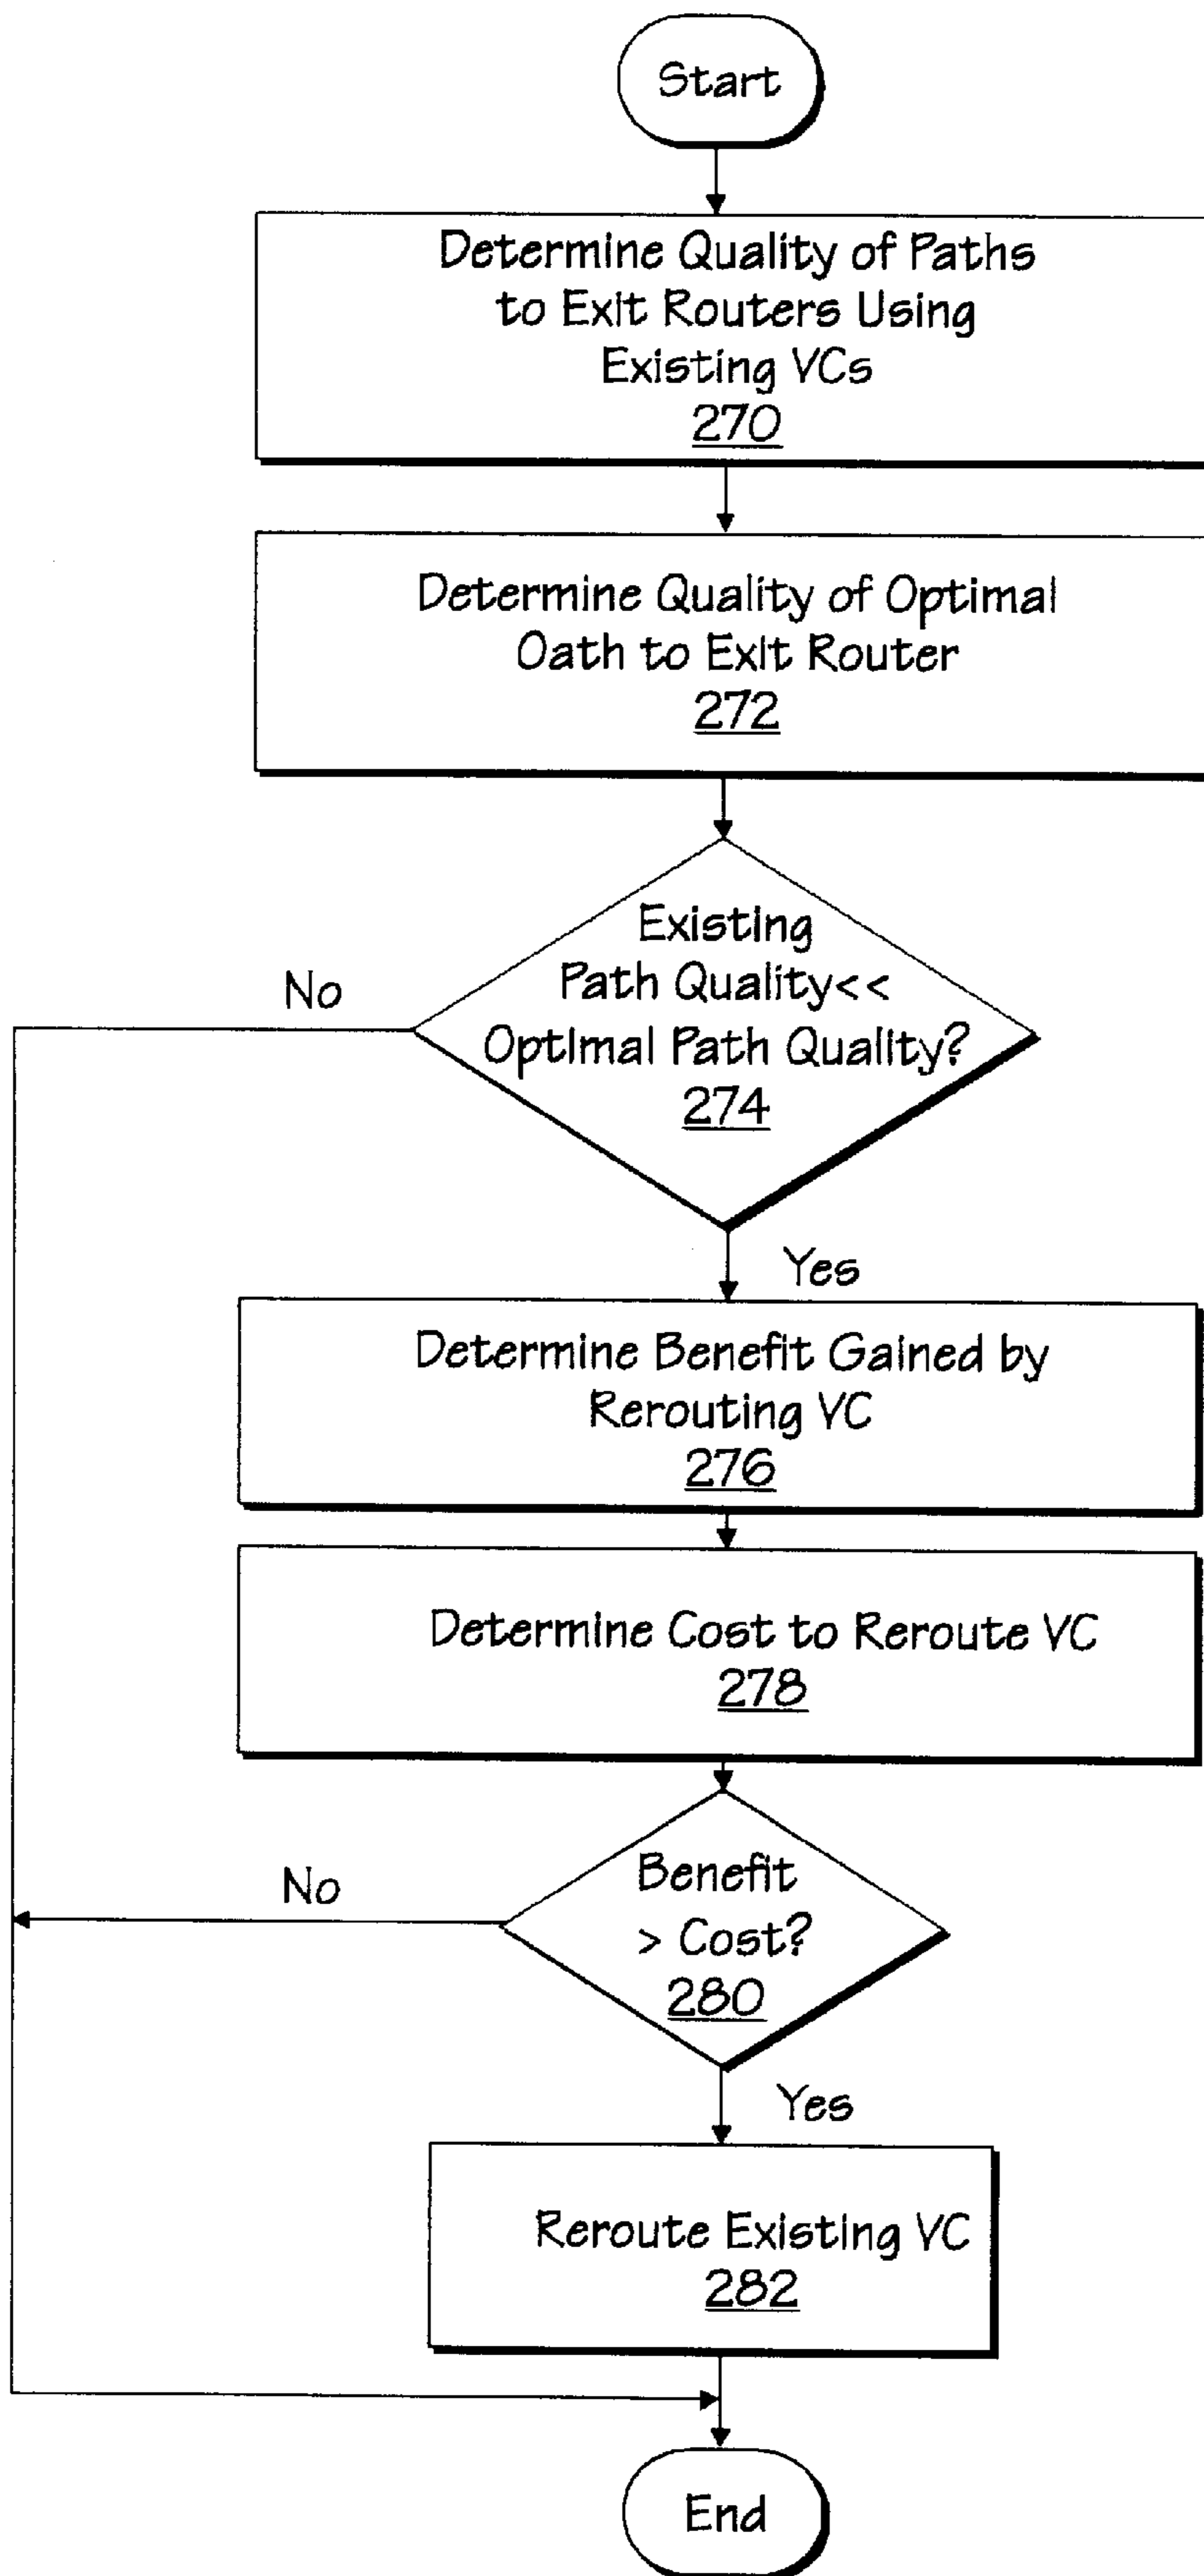 Start
Determine Quality of Paths
to Exit Routers Using
Existing VCs
270
Determine Quality of Optimal
Oath to Exit Router
272
Existing
Path Quality<<
Optimal Path Quality?
274
No
Yes
Determine Benefit Gained by
Rerouting VC
276
Determine Cost to Reroute VC
278
Benefit
> Cost?
280
No
Yes
Reroute Existing VC
282
End